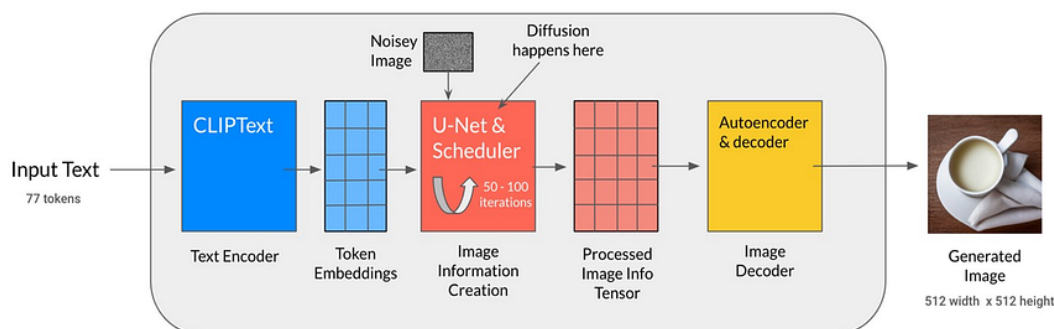 Noisey
Image
Diffusion
happens here
Input Text
77 tokens
CLIPText
U-Net &
Scheduler
50 - 100
iterations
Autoencoder
& decoder
Text Encoder
Token
Embeddings
Image
Information
Creation
Processed
Image Info
Tensor
Image
Decoder
Generated
Image
512 width x 512 height